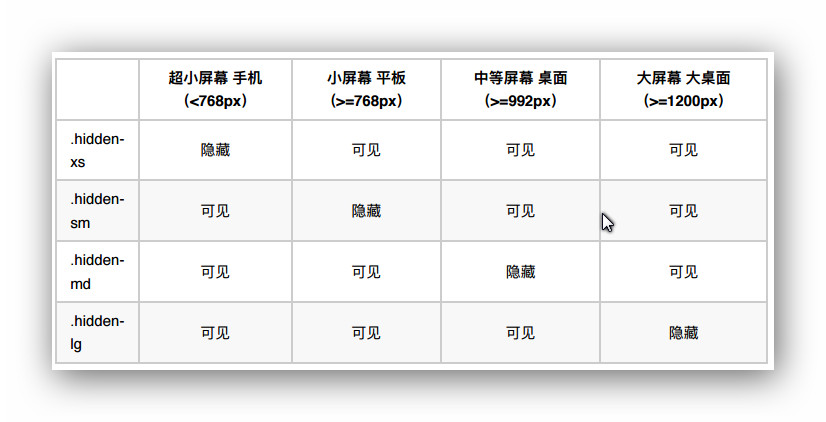 超小屏幕 手机 小屏幕 平板 中等屏幕 桌面 大屏幕 大桌面
(<768px) (>=768px) (>=992px) (>=1200px)
.hidden-
xs 隐藏 可见 可见 可见
.hidden-
sm 可见 隐藏 可见 可见
.hidden-
md 可见 可见 隐藏 可见
.hidden-
lg 可见 可见 可见 隐藏